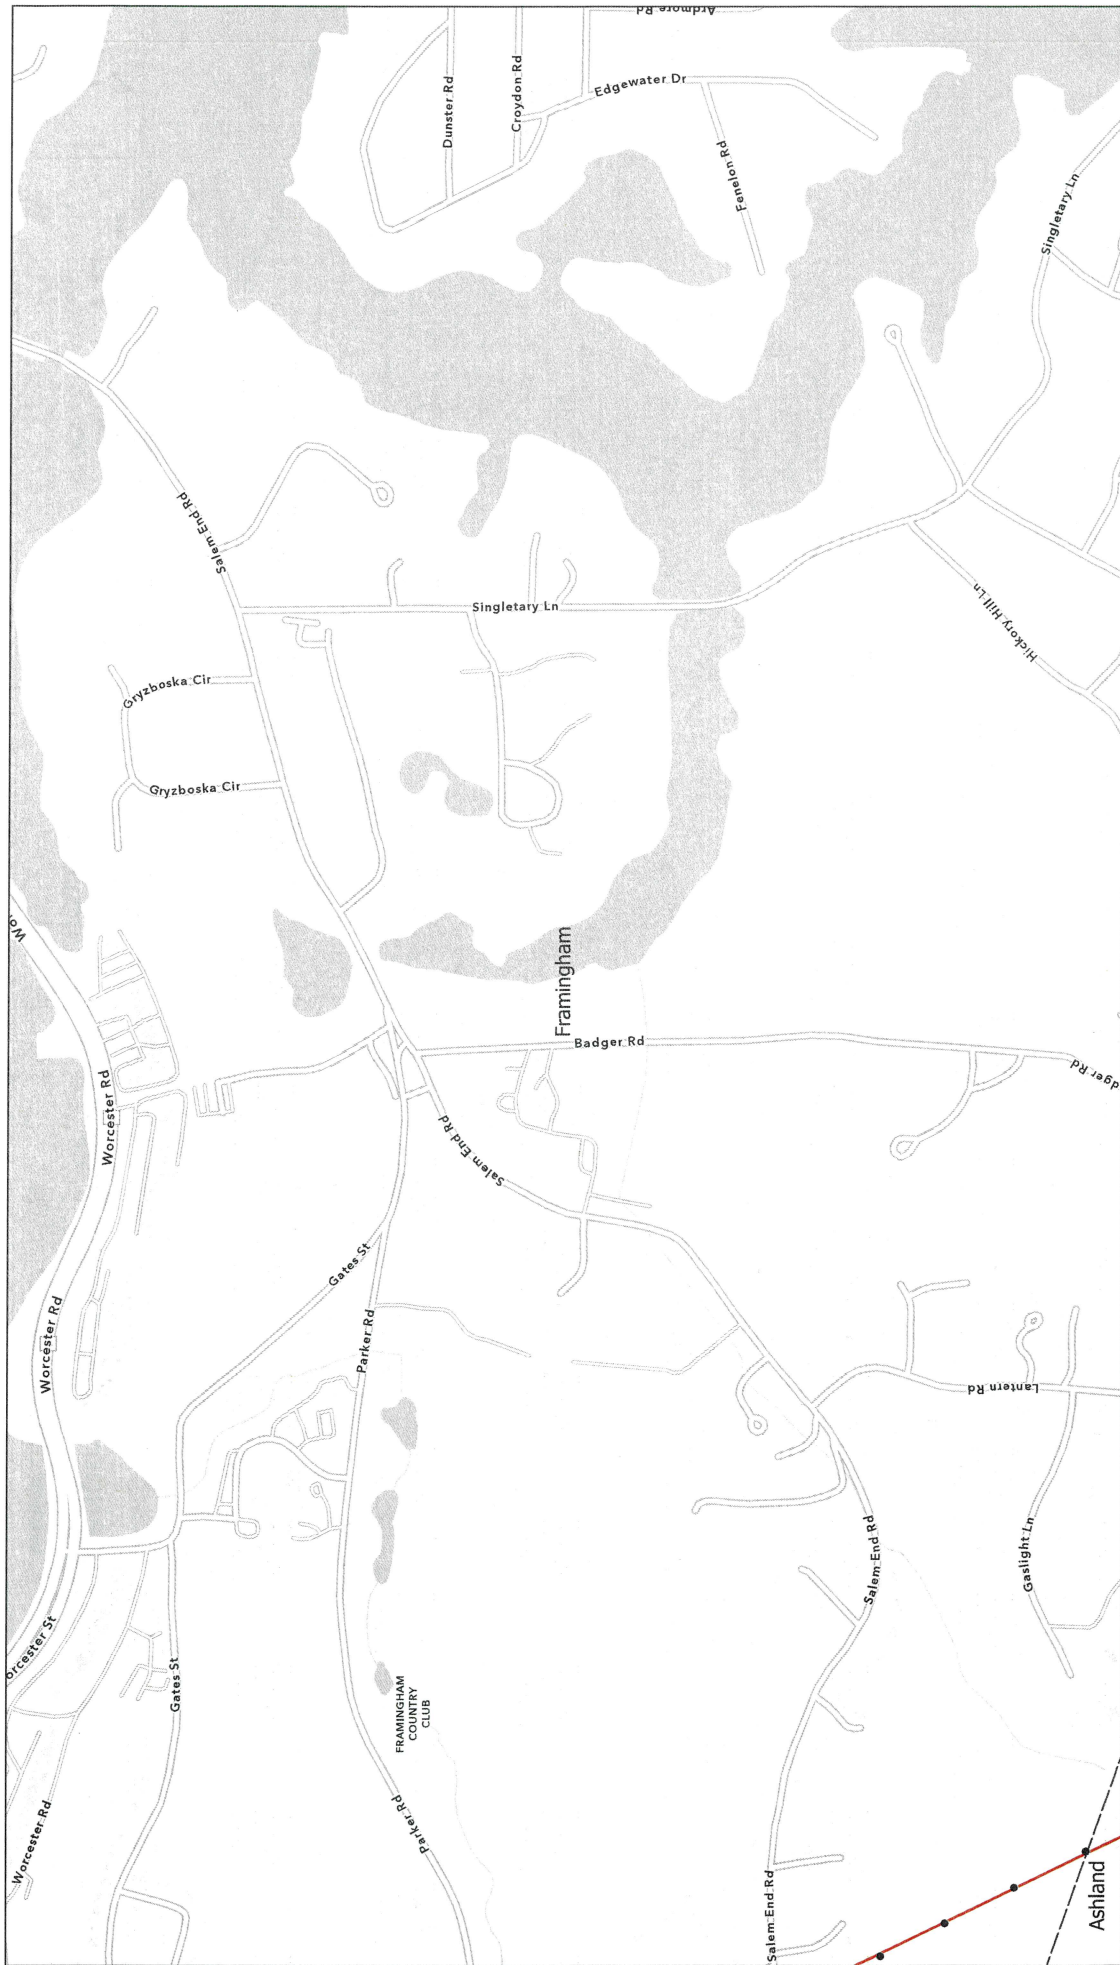 Ardmore Rd
Dunster Rd
Croydon Rd
Edgewater Dr
Fenelon Rd
Singletary Ln
Salem End Rd
Singletary Ln
Hickory Hill Ln
Gryzboska Cir
Gryzboska Cir
Wo
Framingham
Badger Rd
dger Rd
Worcester Rd
Salem End Rd
Gates St
Worcester Rd
Parker Rd
Lantern Rd
Salem End Rd
Gaslight Ln
orcester St
Gates St
FRAMINGHAM
COUNTRY
CLUB
Worcester Rd
Parker Rd
Salem End Rd
Ashland